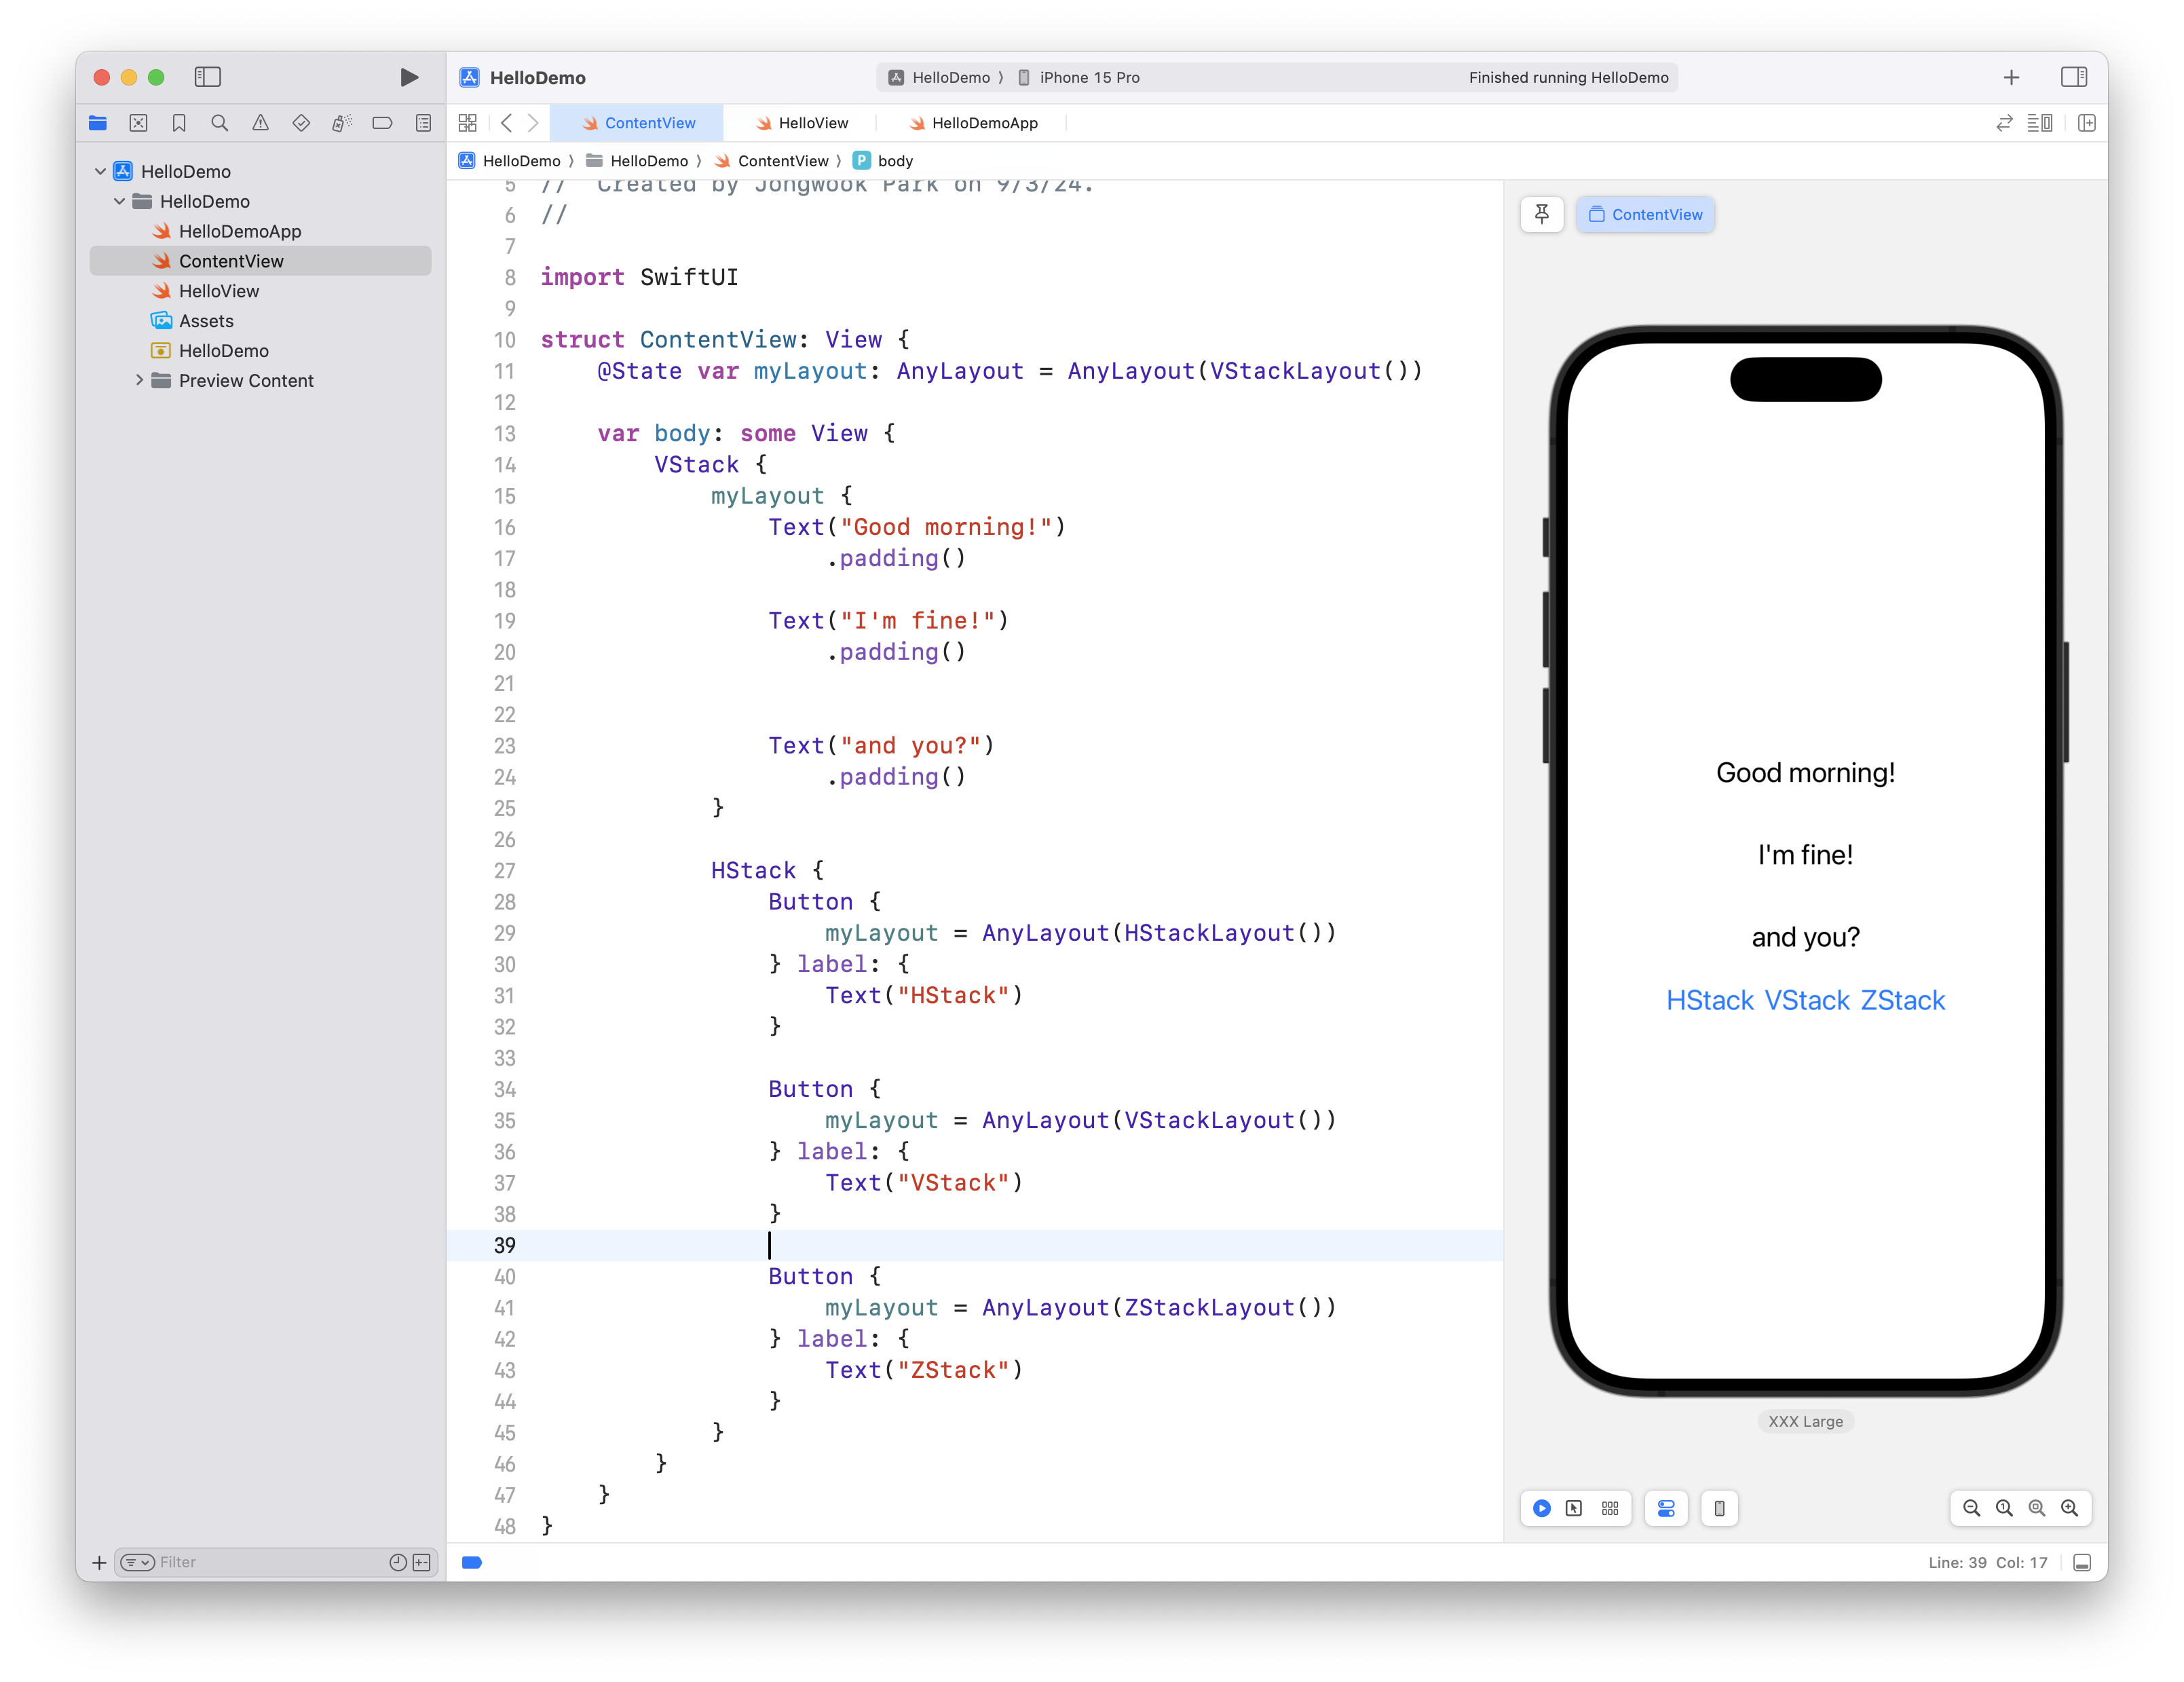 HelloDemo
HelloDemo 〉 iPhone 15 Pro
Finished running HelloDemo
ContentView
HelloView
HelloDemoApp
HelloDemo 〉 HelloDemo 〉 ContentView 〉 P body
HelloDemo
HelloDemo
HelloDemoApp
ContentView
HelloView
Assets
HelloDemo
Preview Content
Filter
5 //  Created by Jongwook Park on 9/3/24.
6 //
7
8 import SwiftUI
9
10 struct ContentView: View {
11     @State var myLayout: AnyLayout = AnyLayout(VStackLayout())
12
13     var body: some View {
14         VStack {
15             myLayout {
16                 Text("Good morning!")
17                     .padding()
18
19                 Text("I'm fine!")
20                     .padding()
21
22
23                 Text("and you?")
24                     .padding()
25             }
26
27             HStack {
28                 Button {
29                     myLayout = AnyLayout(HStackLayout())
30                 } label: {
31                     Text("HStack")
32                 }
33
34                 Button {
35                     myLayout = AnyLayout(VStackLayout())
36                 } label: {
37                     Text("VStack")
38                 }
39
40                 Button {
41                     myLayout = AnyLayout(ZStackLayout())
42                 } label: {
43                     Text("ZStack")
44                 }
45             }
46         }
47     }
48 }
ContentView
Good morning!
I'm fine!
and you?
HStack VStack ZStack
XXX Large
Line: 39 Col: 17